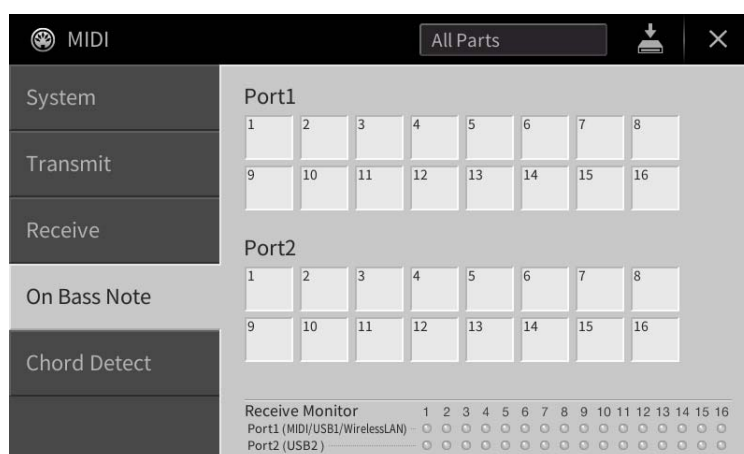 MIDI
All Parts
System
Transmit
Receive
On Bass Note
Chord Detect
Port1
1 2 3 4 5 6 7 8
9 10 11 12 13 14 15 16
Port2
1 2 3 4 5 6 7 8
9 10 11 12 13 14 15 16
Receive Monitor 1 2 3 4 5 6 7 8 9 10 11 12 13 14 15 16
Port1 (MIDI/USB1/WirelessLAN)
Port2 (USB2)